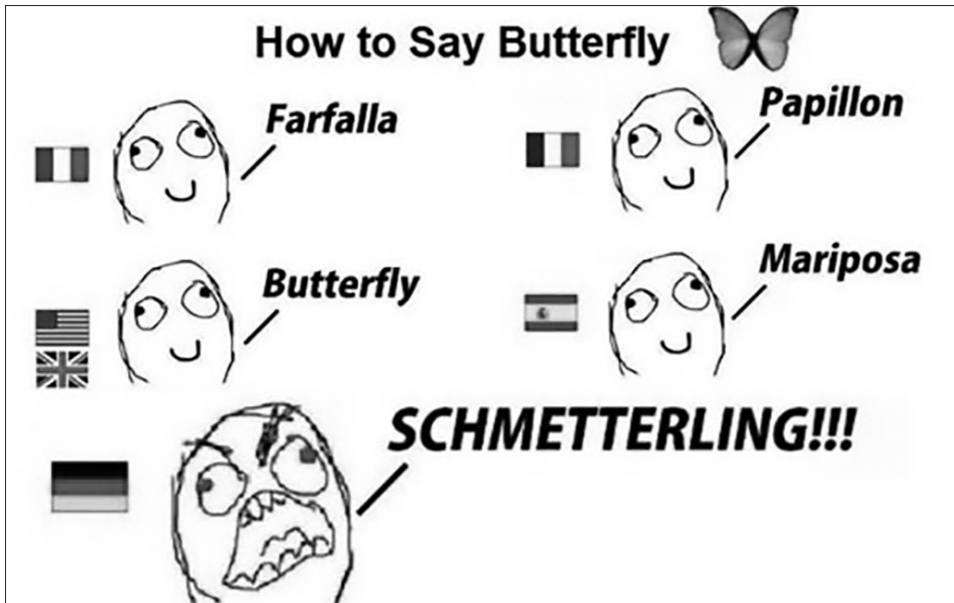 How to Say Butterfly
Farfalla
Papillon
Butterfly
Mariposa
SCHMETTERLING!!!